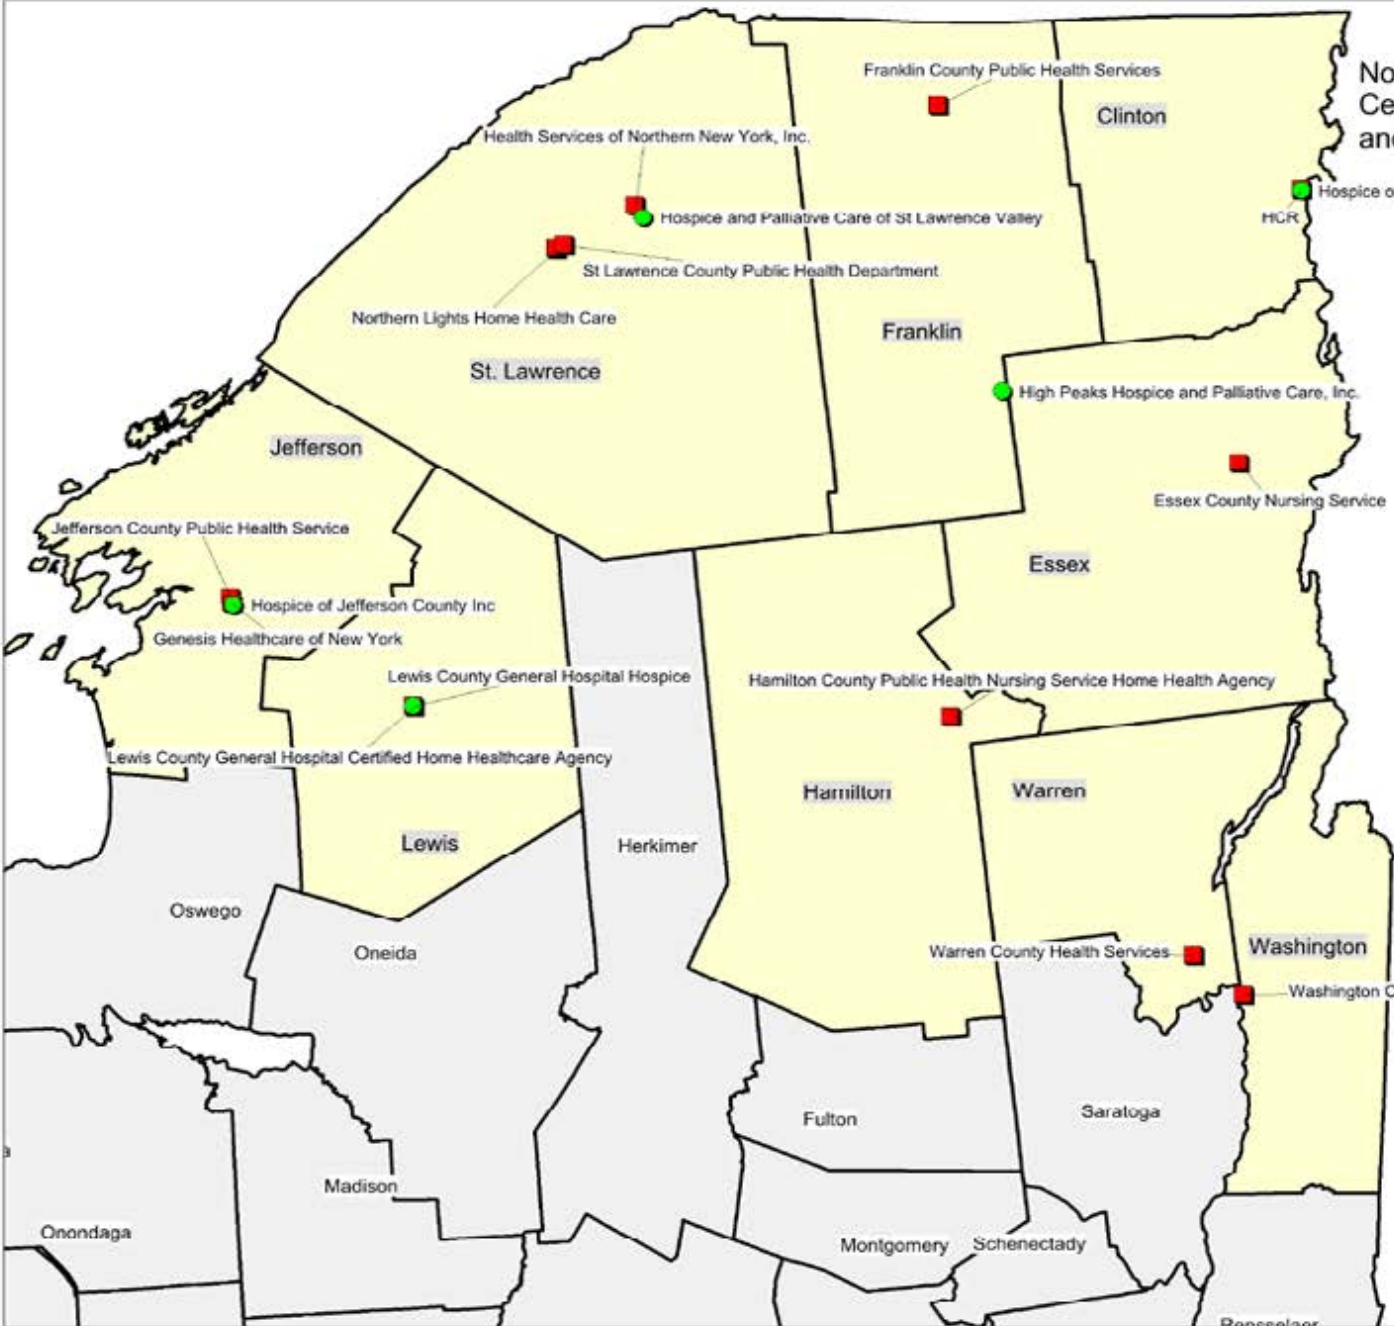 No
Ce
and
Franklin County Public Health Services
Clinton
Health Services of Northern New York, Inc.
Hospice o
HCR
Hospice and Palliative Care of St Lawrence Valley
St Lawrence County Public Health Department
Northern Lights Home Health Care
Franklin
St. Lawrence
High Peaks Hospice and Palliative Care, Inc.
Jefferson
Essex County Nursing Service
Jefferson County Public Health Service
Essex
Hospice of Jefferson County Inc
Genesis Healthcare of New York
Lewis County General Hospital Hospice
Hamilton County Public Health Nursing Service Home Health Agency
Lewis County General Hospital Certified Home Healthcare Agency
Hamilton
Warren
Lewis
Herkimer
Oswego
Oneida
Warren County Health Services
Washington
Washington C
Fulton
Saratoga
a
Madison
Onondaga
Montgomery
Schenectady
Rensselaer